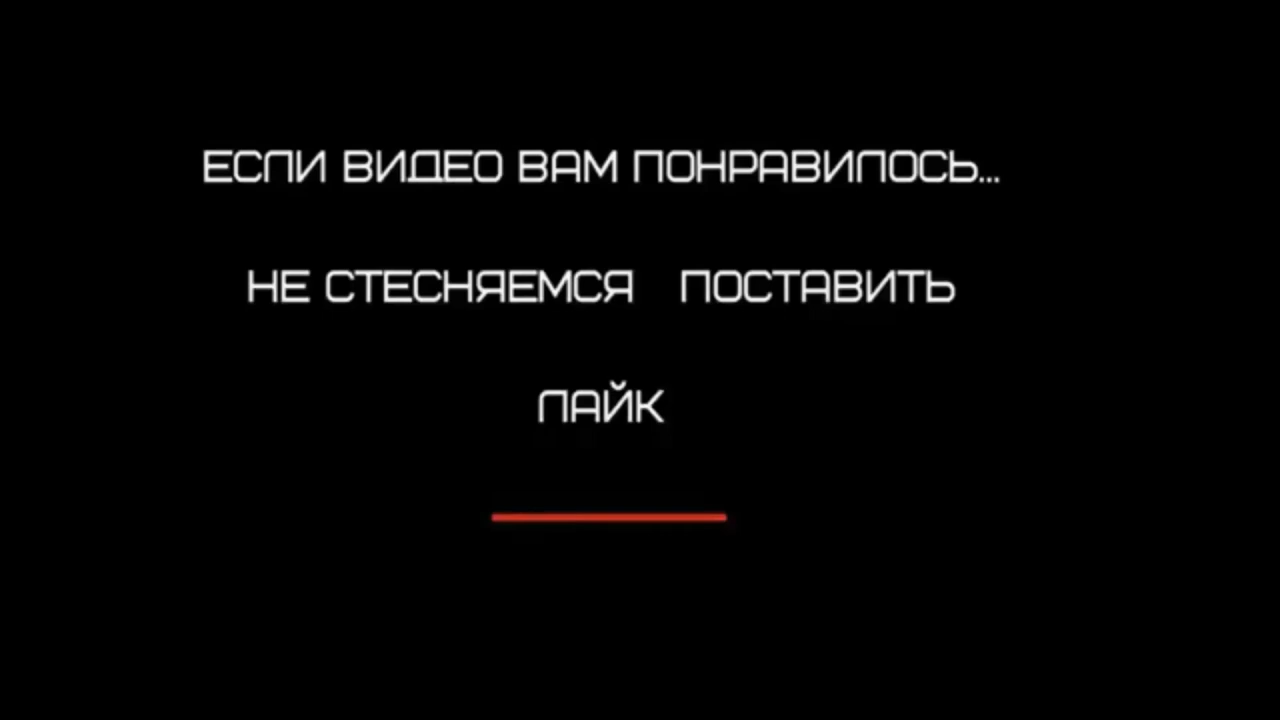 ЕСЛИ ВИДЕО ВАМ ПОНРАВИЛОСЬ...
НЕ СТЕСНЯЕМСЯ ПОСТАВИТЬ
ЛАЙК